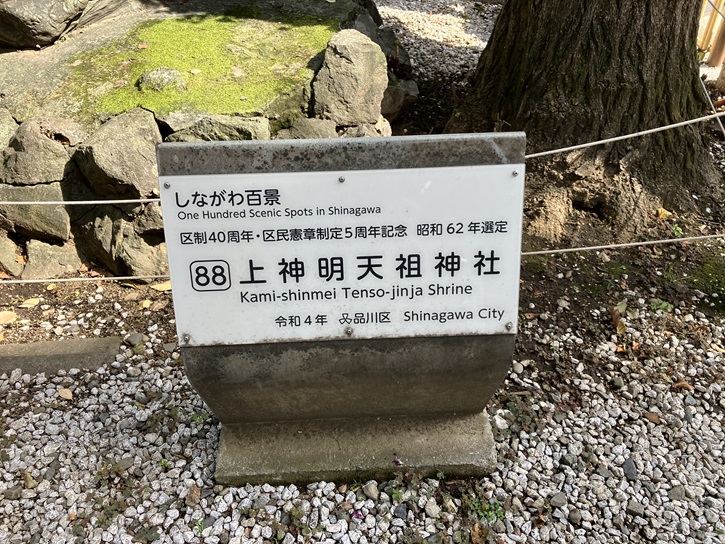 しながわ百景
One Hundred Scenic Spots in Shinagawa
区制40周年・区民憲章制定5周年記念 昭和62年選定
88 上神明天祖神社
Kami-shinmei Tenso-jinja Shrine
令和4年 品川区 Shinagawa City